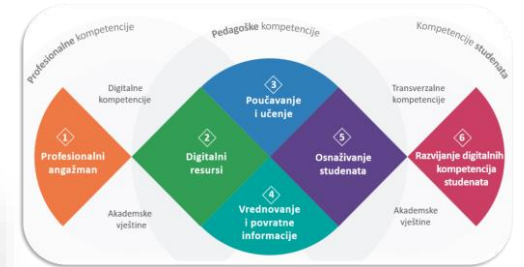 Profesionalne kompetencije
Pedagoške kompetencije
Kompetencije studenata
Digitalne
kompetencije
Transverzalne
kompetencije
1
Profesionalni
angažman
2
Digitalni
resursi
3
Poučavanje
i učenje
4
Vrednovanje
i povratne
informacije
5
Osnaživanje
studenata
6
Razvijanje digitalnih
kompetencija
studenata
Akademske
vještine
Akademske
vještine